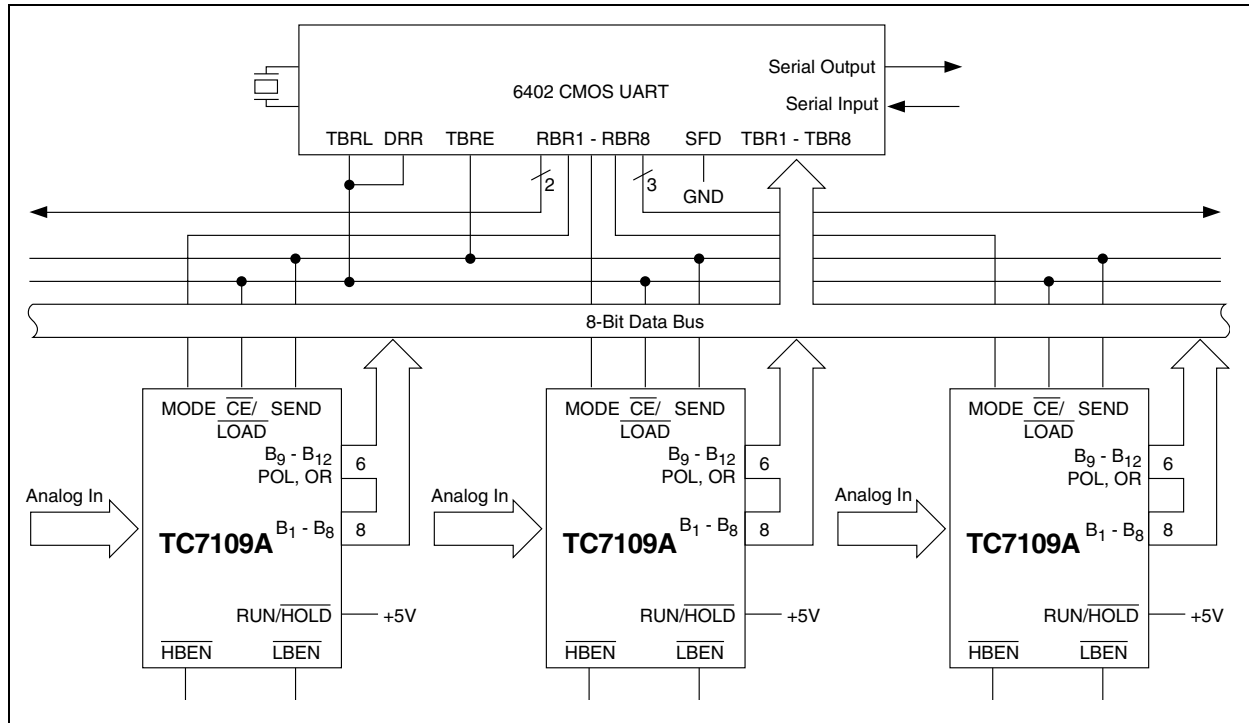 Serial Output
6402 CMOS UART
Serial Input
TBRL DRR TBRE RBR1 - RBR8 SFD TBR1 - TBR8
2
3
GND
8-Bit Data Bus
MODE CE/ SEND
LOAD
B9 - B12
POL, OR
6
Analog In
B1 - B8
8
TC7109A
RUN/HOLD
+5V
HBEN LBEN
MODE CE/ SEND
LOAD
B9 - B12
POL, OR
6
Analog In
B1 - B8
8
TC7109A
RUN/HOLD
+5V
HBEN LBEN
MODE CE/ SEND
LOAD
B9 - B12
POL, OR
6
Analog In
B1 - B8
8
TC7109A
RUN/HOLD
+5V
HBEN LBEN